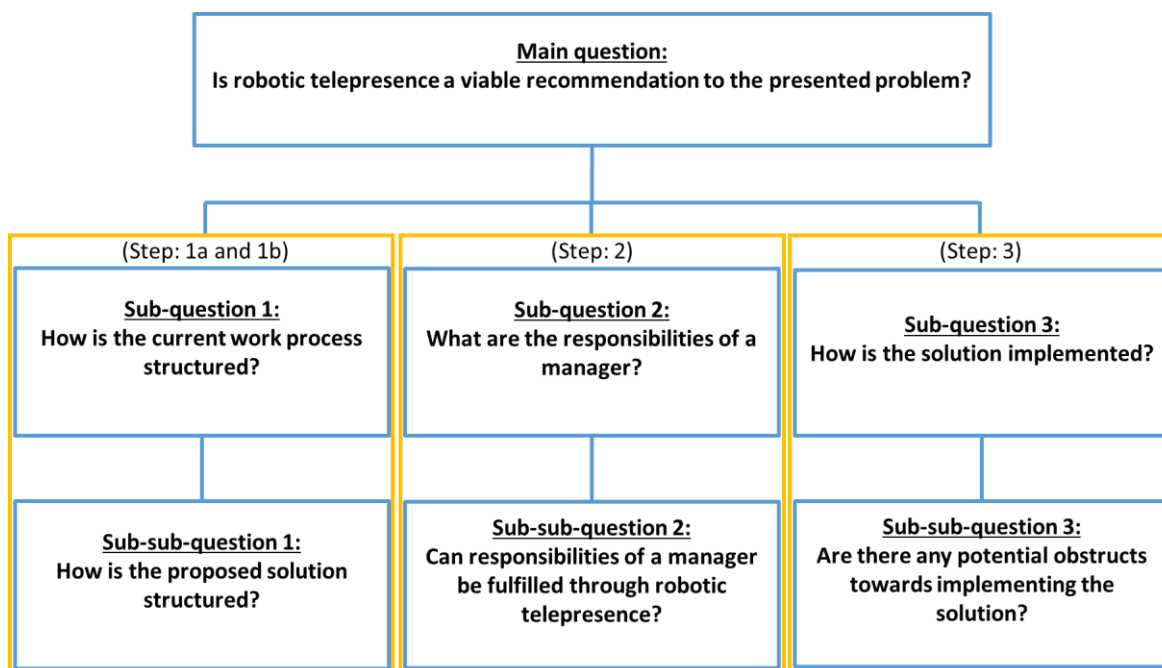 Main question:
Is robotic telepresence a viable recommendation to the presented problem?
(Step: 1a and 1b)
Sub-question 1:
How is the current work process
structured?
Sub-sub-question 1:
How is the proposed solution
structured?
(Step: 2)
Sub-question 2:
What are the responsibilities of a
manager?
Sub-sub-question 2:
Can responsibilities of a manager
be fulfilled through robotic
telepresence?
(Step: 3)
Sub-question 3:
How is the solution implemented?
Sub-sub-question 3:
Are there any potential obstructs
towards implementing the
solution?